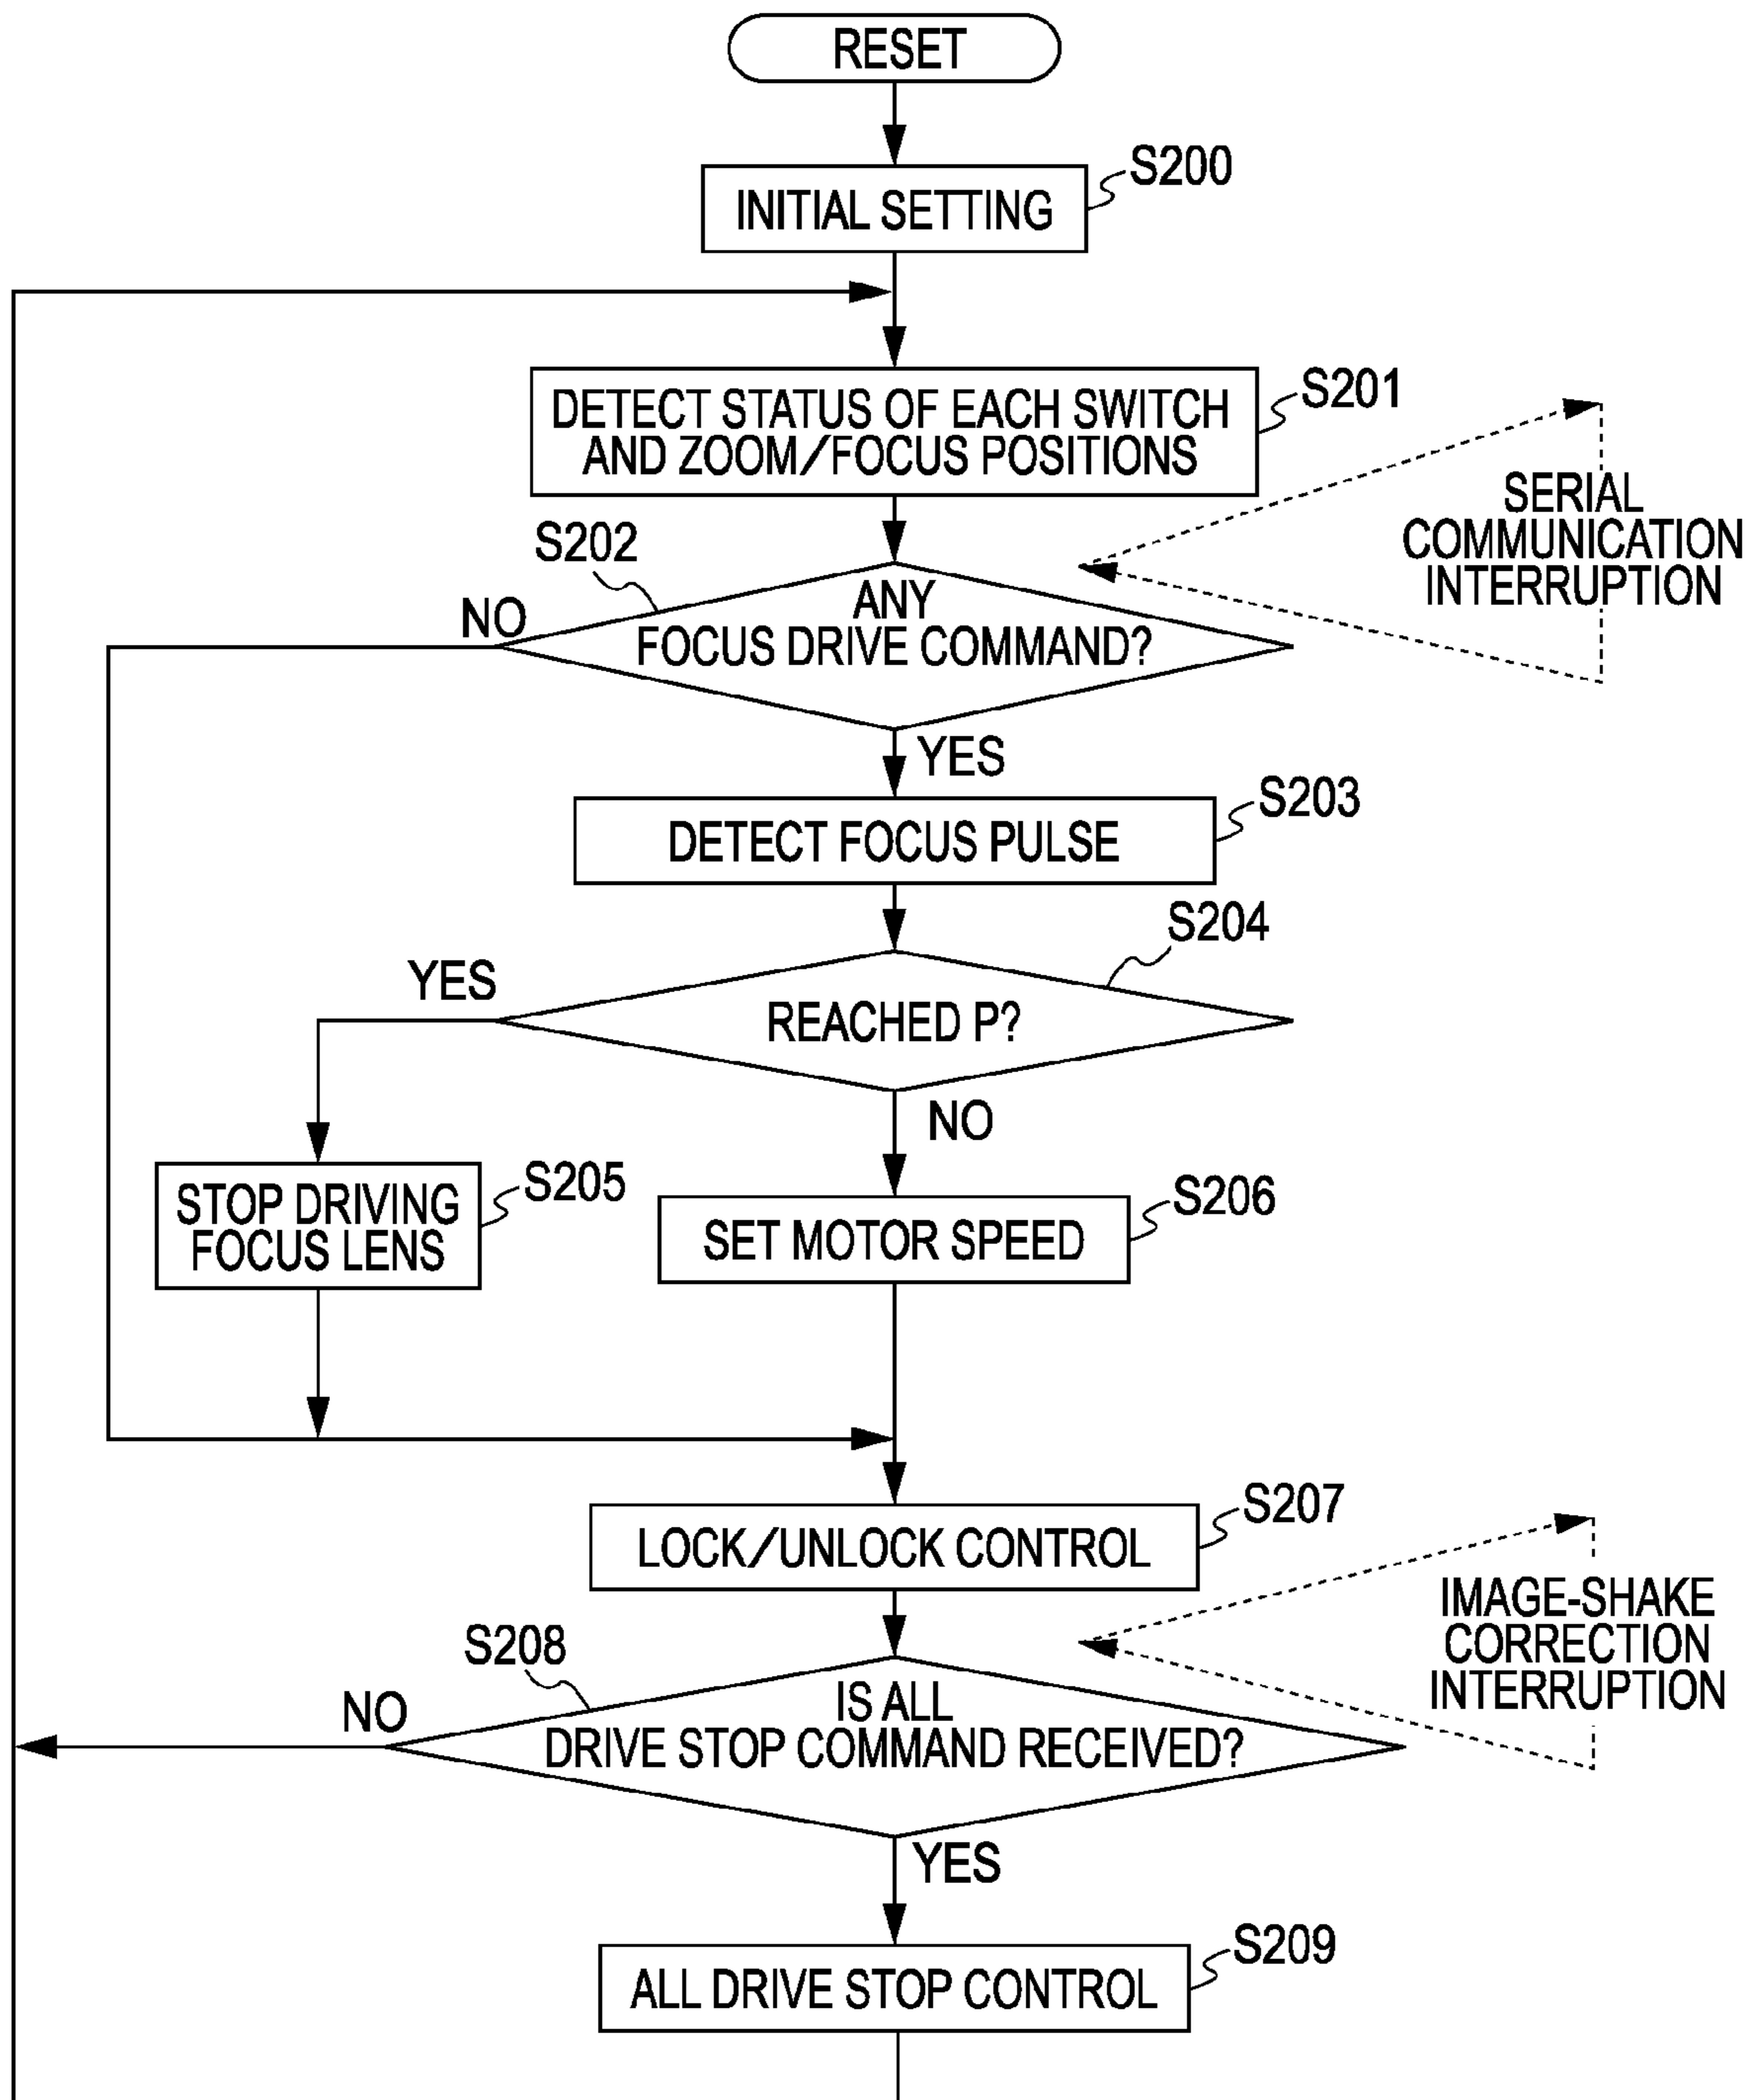 RESET
S200
INITIAL SETTING
S201
DETECT STATUS OF EACH SWITCH
AND ZOOM/FOCUS POSITIONS
SERIAL
COMMUNICATION
INTERRUPTION
S202
NO
ANY
FOCUS DRIVE COMMAND?
YES
S203
DETECT FOCUS PULSE
S204
YES
REACHED P?
NO
S205
STOP DRIVING
FOCUS LENS
S206
SET MOTOR SPEED
S207
LOCK/UNLOCK CONTROL
IMAGE-SHAKE
CORRECTION
INTERRUPTION
S208
NO
IS ALL
DRIVE STOP COMMAND RECEIVED?
YES
S209
ALL DRIVE STOP CONTROL